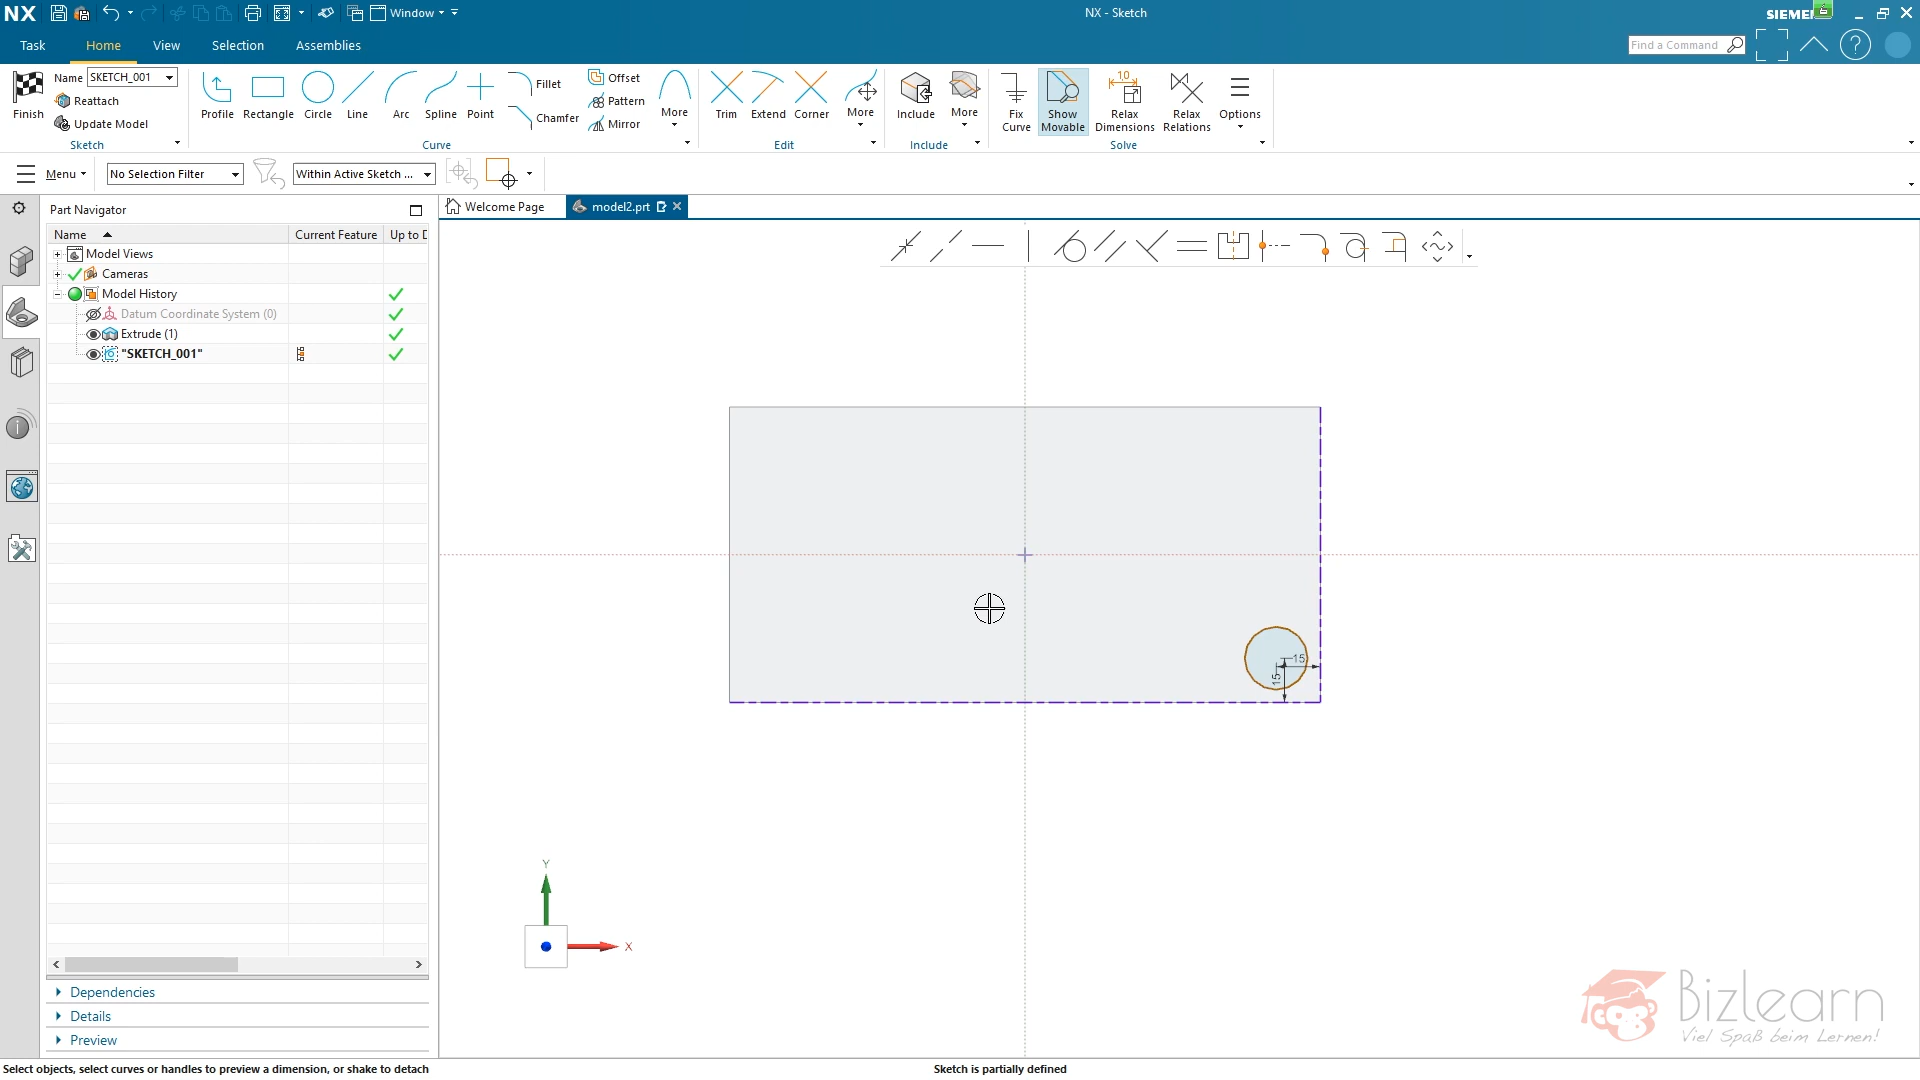 NX
Window
NX - Sketch
SIEMENS
Task
Home
View
Selection
Assemblies
Find a Command
Finish
Name SKETCH_001
Reattach
Update Model
Sketch
Profile
Rectangle
Circle
Line
Arc
Spline
Point
Fillet
Chamfer
Offset
Pattern
Mirror
More
Curve
Trim
Extend
Corner
More
Edit
Include
More
Include
Fix Curve
Show Movable
1,0
Relax Dimensions
Relax Relations
Options
Solve
Menu
No Selection Filter
Within Active Sketch ...
Part Navigator
Welcome Page
model2.prt
Name
Current Feature
Up to D
Model Views
Cameras
Model History
Datum Coordinate System (0)
Extrude (1)
"SKETCH_001"
15
15
Y
X
Dependencies
Details
Preview
Bizlearn
Viel Spaß beim Lernen!
Select objects, select curves or handles to preview a dimension, or shake to detach
Sketch is partially defined